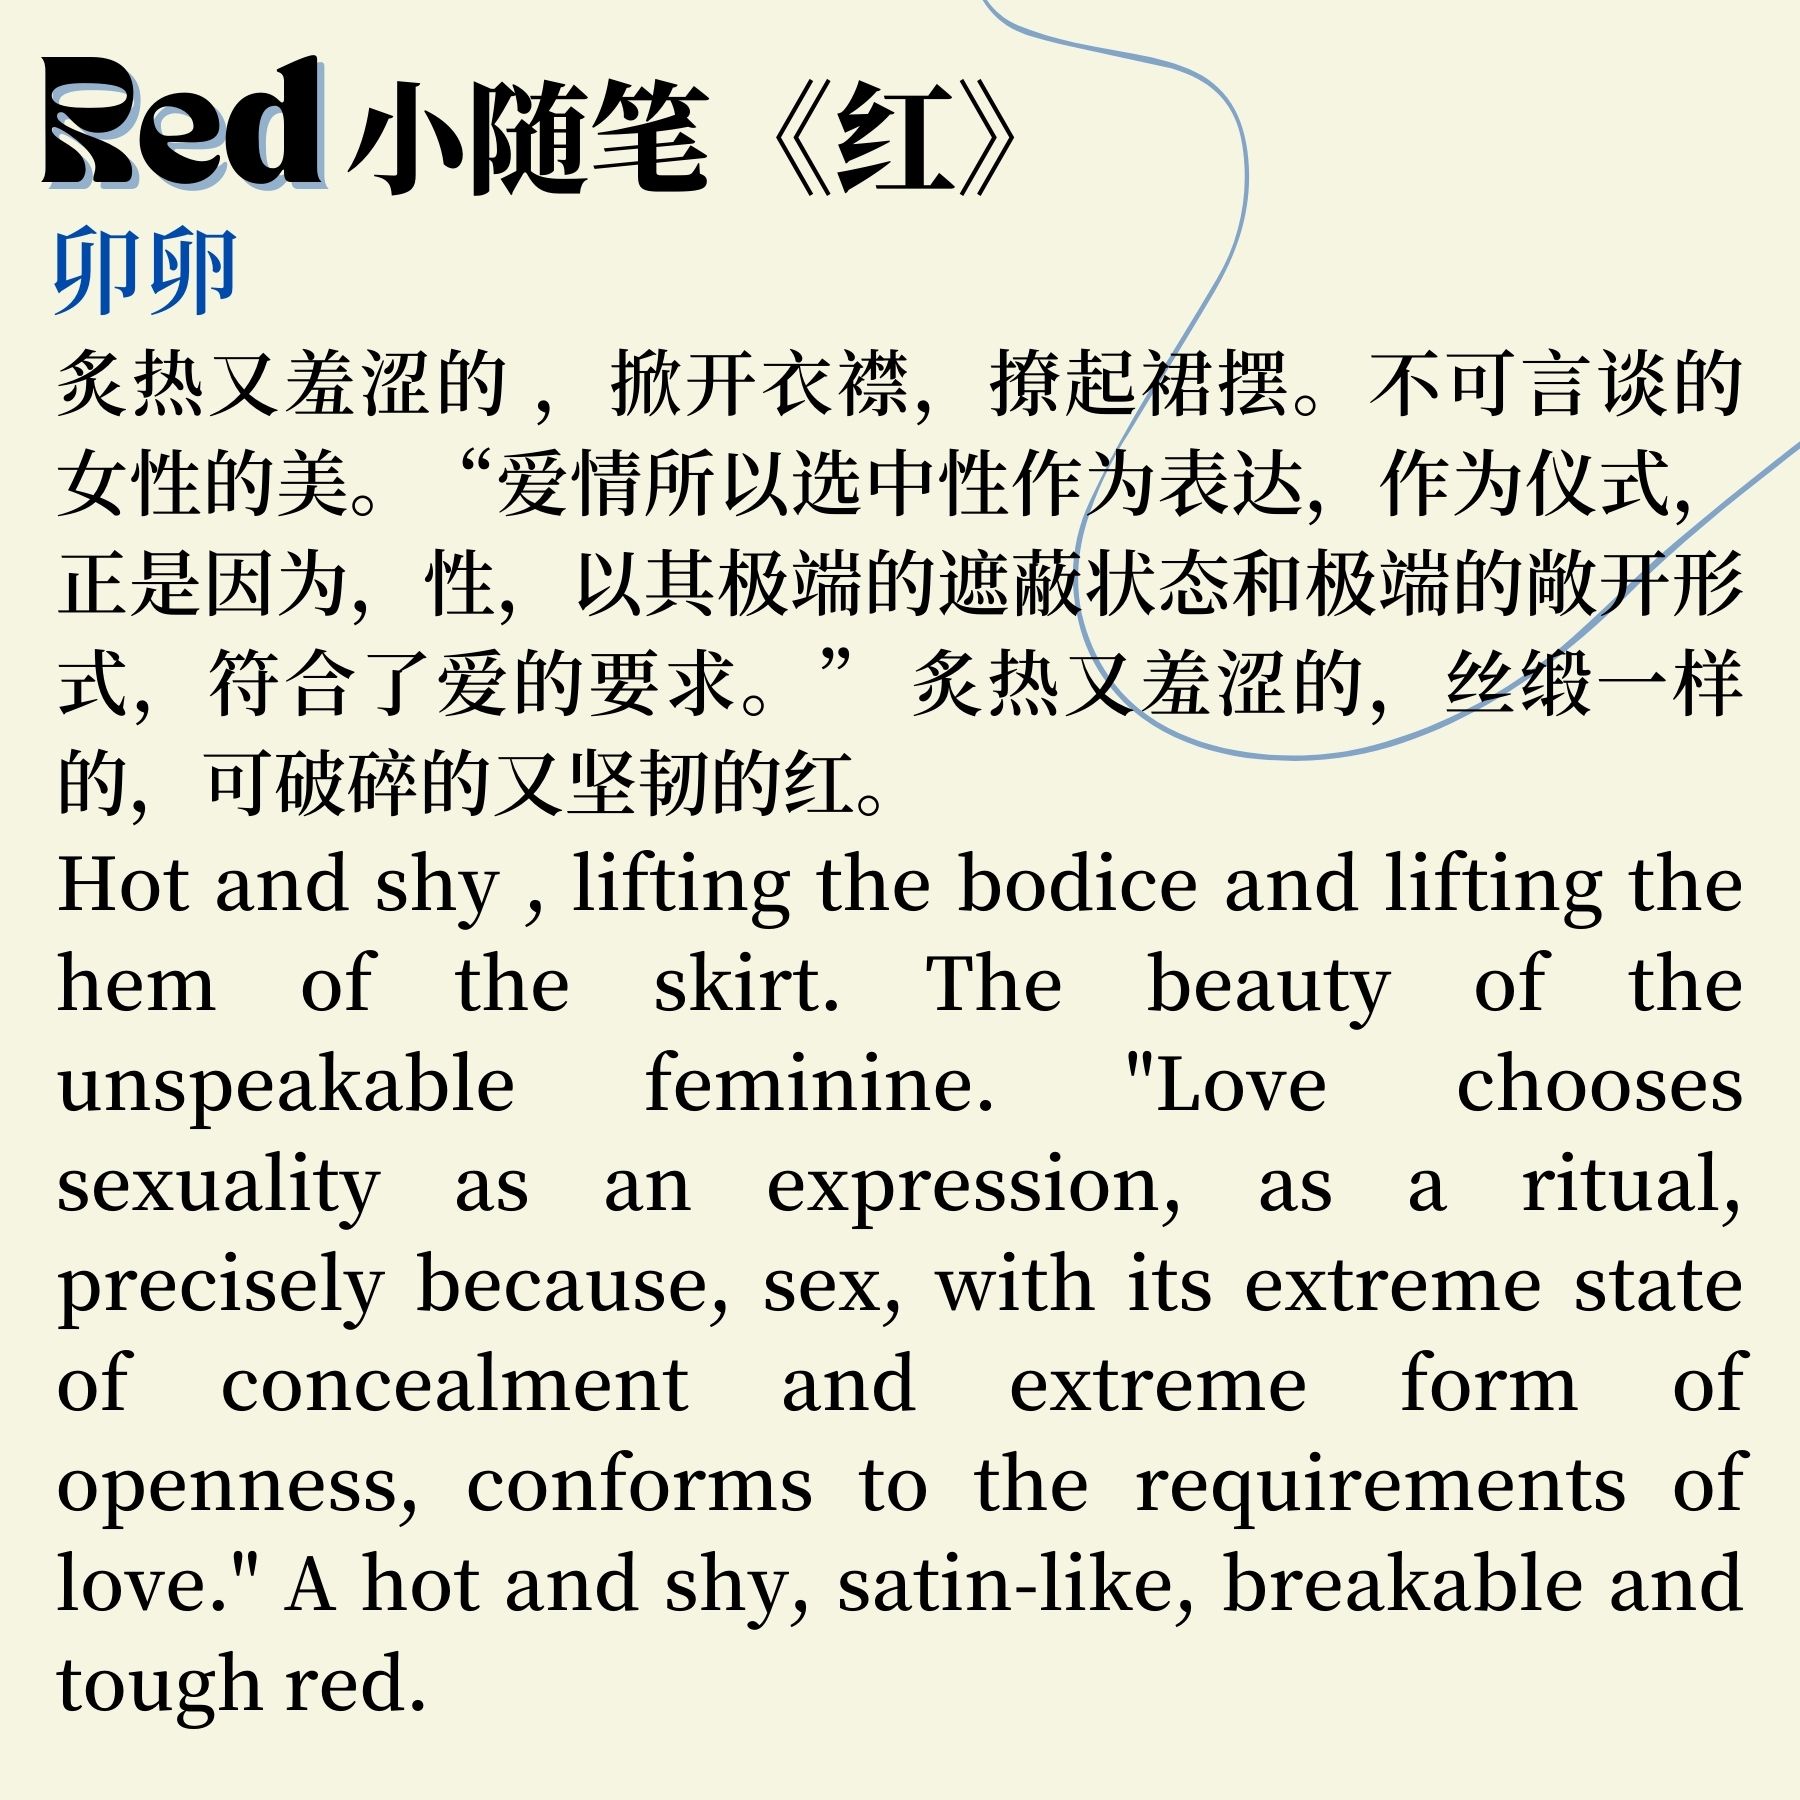 Red 小随笔《红》
卯卵
炙热又羞涩的 ，掀开衣襟，撩起裙摆。不可言谈的
女性的美。“爱情所以选中性作为表达，作为仪式，
正是因为，性，以其极端的遮蔽状态和极端的敞开形
式，符合了爱的要求。” 炙热又羞涩的，丝缎一样
的，可破碎的又坚韧的红。
Hot and shy , lifting the bodice and lifting the
hem of the skirt. The beauty of the
unspeakable feminine. "Love chooses
sexuality as an expression, as a ritual,
precisely because, sex, with its extreme state
of concealment and extreme form of
openness, conforms to the requirements of
love." A hot and shy, satin-like, breakable and
tough red.